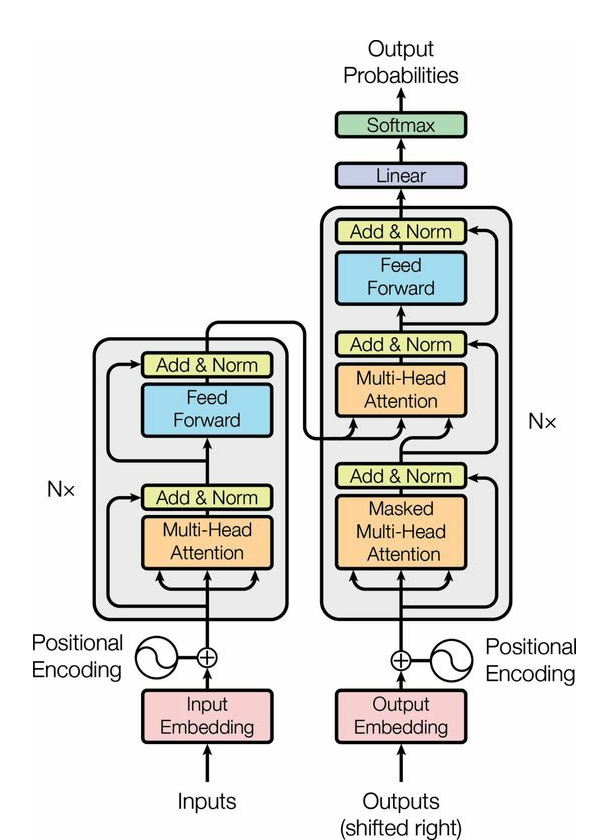 Output
Probabilities
Softmax
Linear
Add & Norm
Feed
Forward
Add & Norm
Multi-Head
Attention
Add & Norm
Masked
Multi-Head
Attention
N×
Add & Norm
Feed
Forward
Add & Norm
Multi-Head
Attention
N×
Positional
Encoding
Positional
Encoding
Input
Embedding
Output
Embedding
Inputs
Outputs
(shifted right)